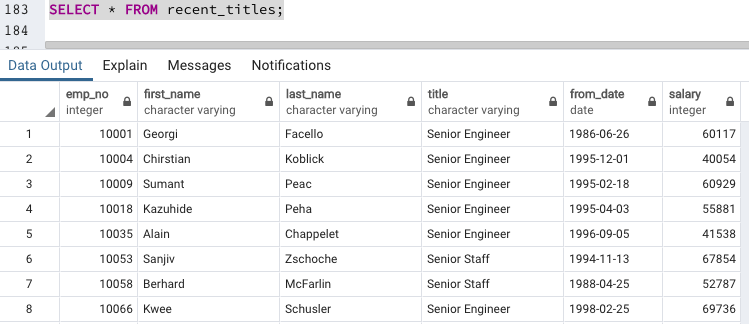 183 SELECT * FROM recent_titles;
184
Data Output Explain Messages Notifications
emp_no first_name last_name title from_date salary
integer character varying character varying character varying date integer
1 10001 Georgi Facello Senior Engineer 1986-06-26 60117
2 10004 Chirstian Koblick Senior Engineer 1995-12-01 40054
3 10009 Sumant Peac Senior Engineer 1995-02-18 60929
4 10018 Kazuhide Peha Senior Engineer 1995-04-03 55881
5 10035 Alain Chappelet Senior Engineer 1996-09-05 41538
6 10053 Sanjiv Zschoche Senior Staff 1994-11-13 67854
7 10058 Berhard McFarlin Senior Staff 1988-04-25 52787
8 10066 Kwee Schusler Senior Engineer 1998-02-25 69736